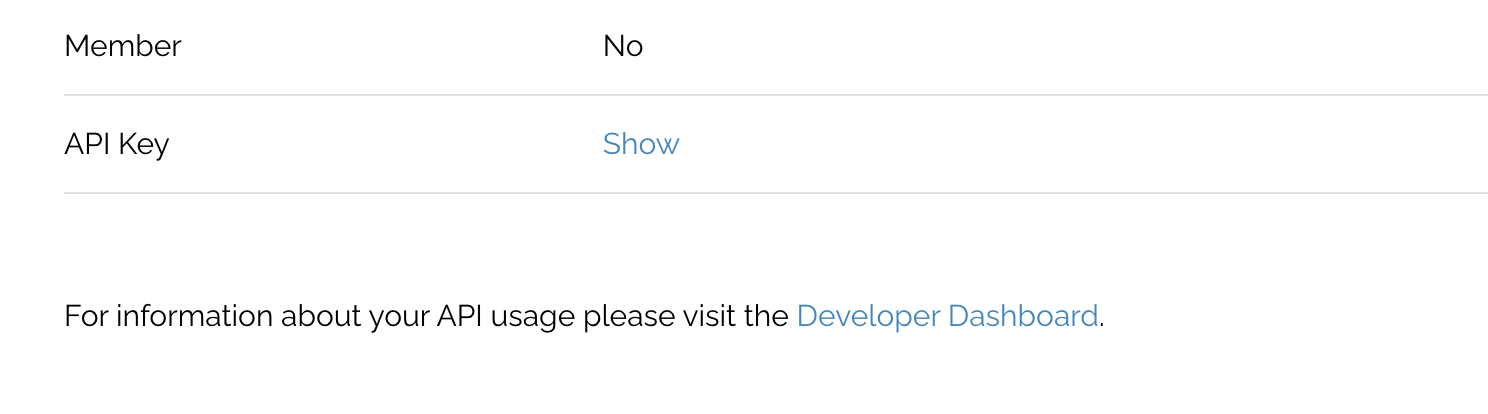 Member No
API Key Show
For information about your API usage please visit the Developer Dashboard.